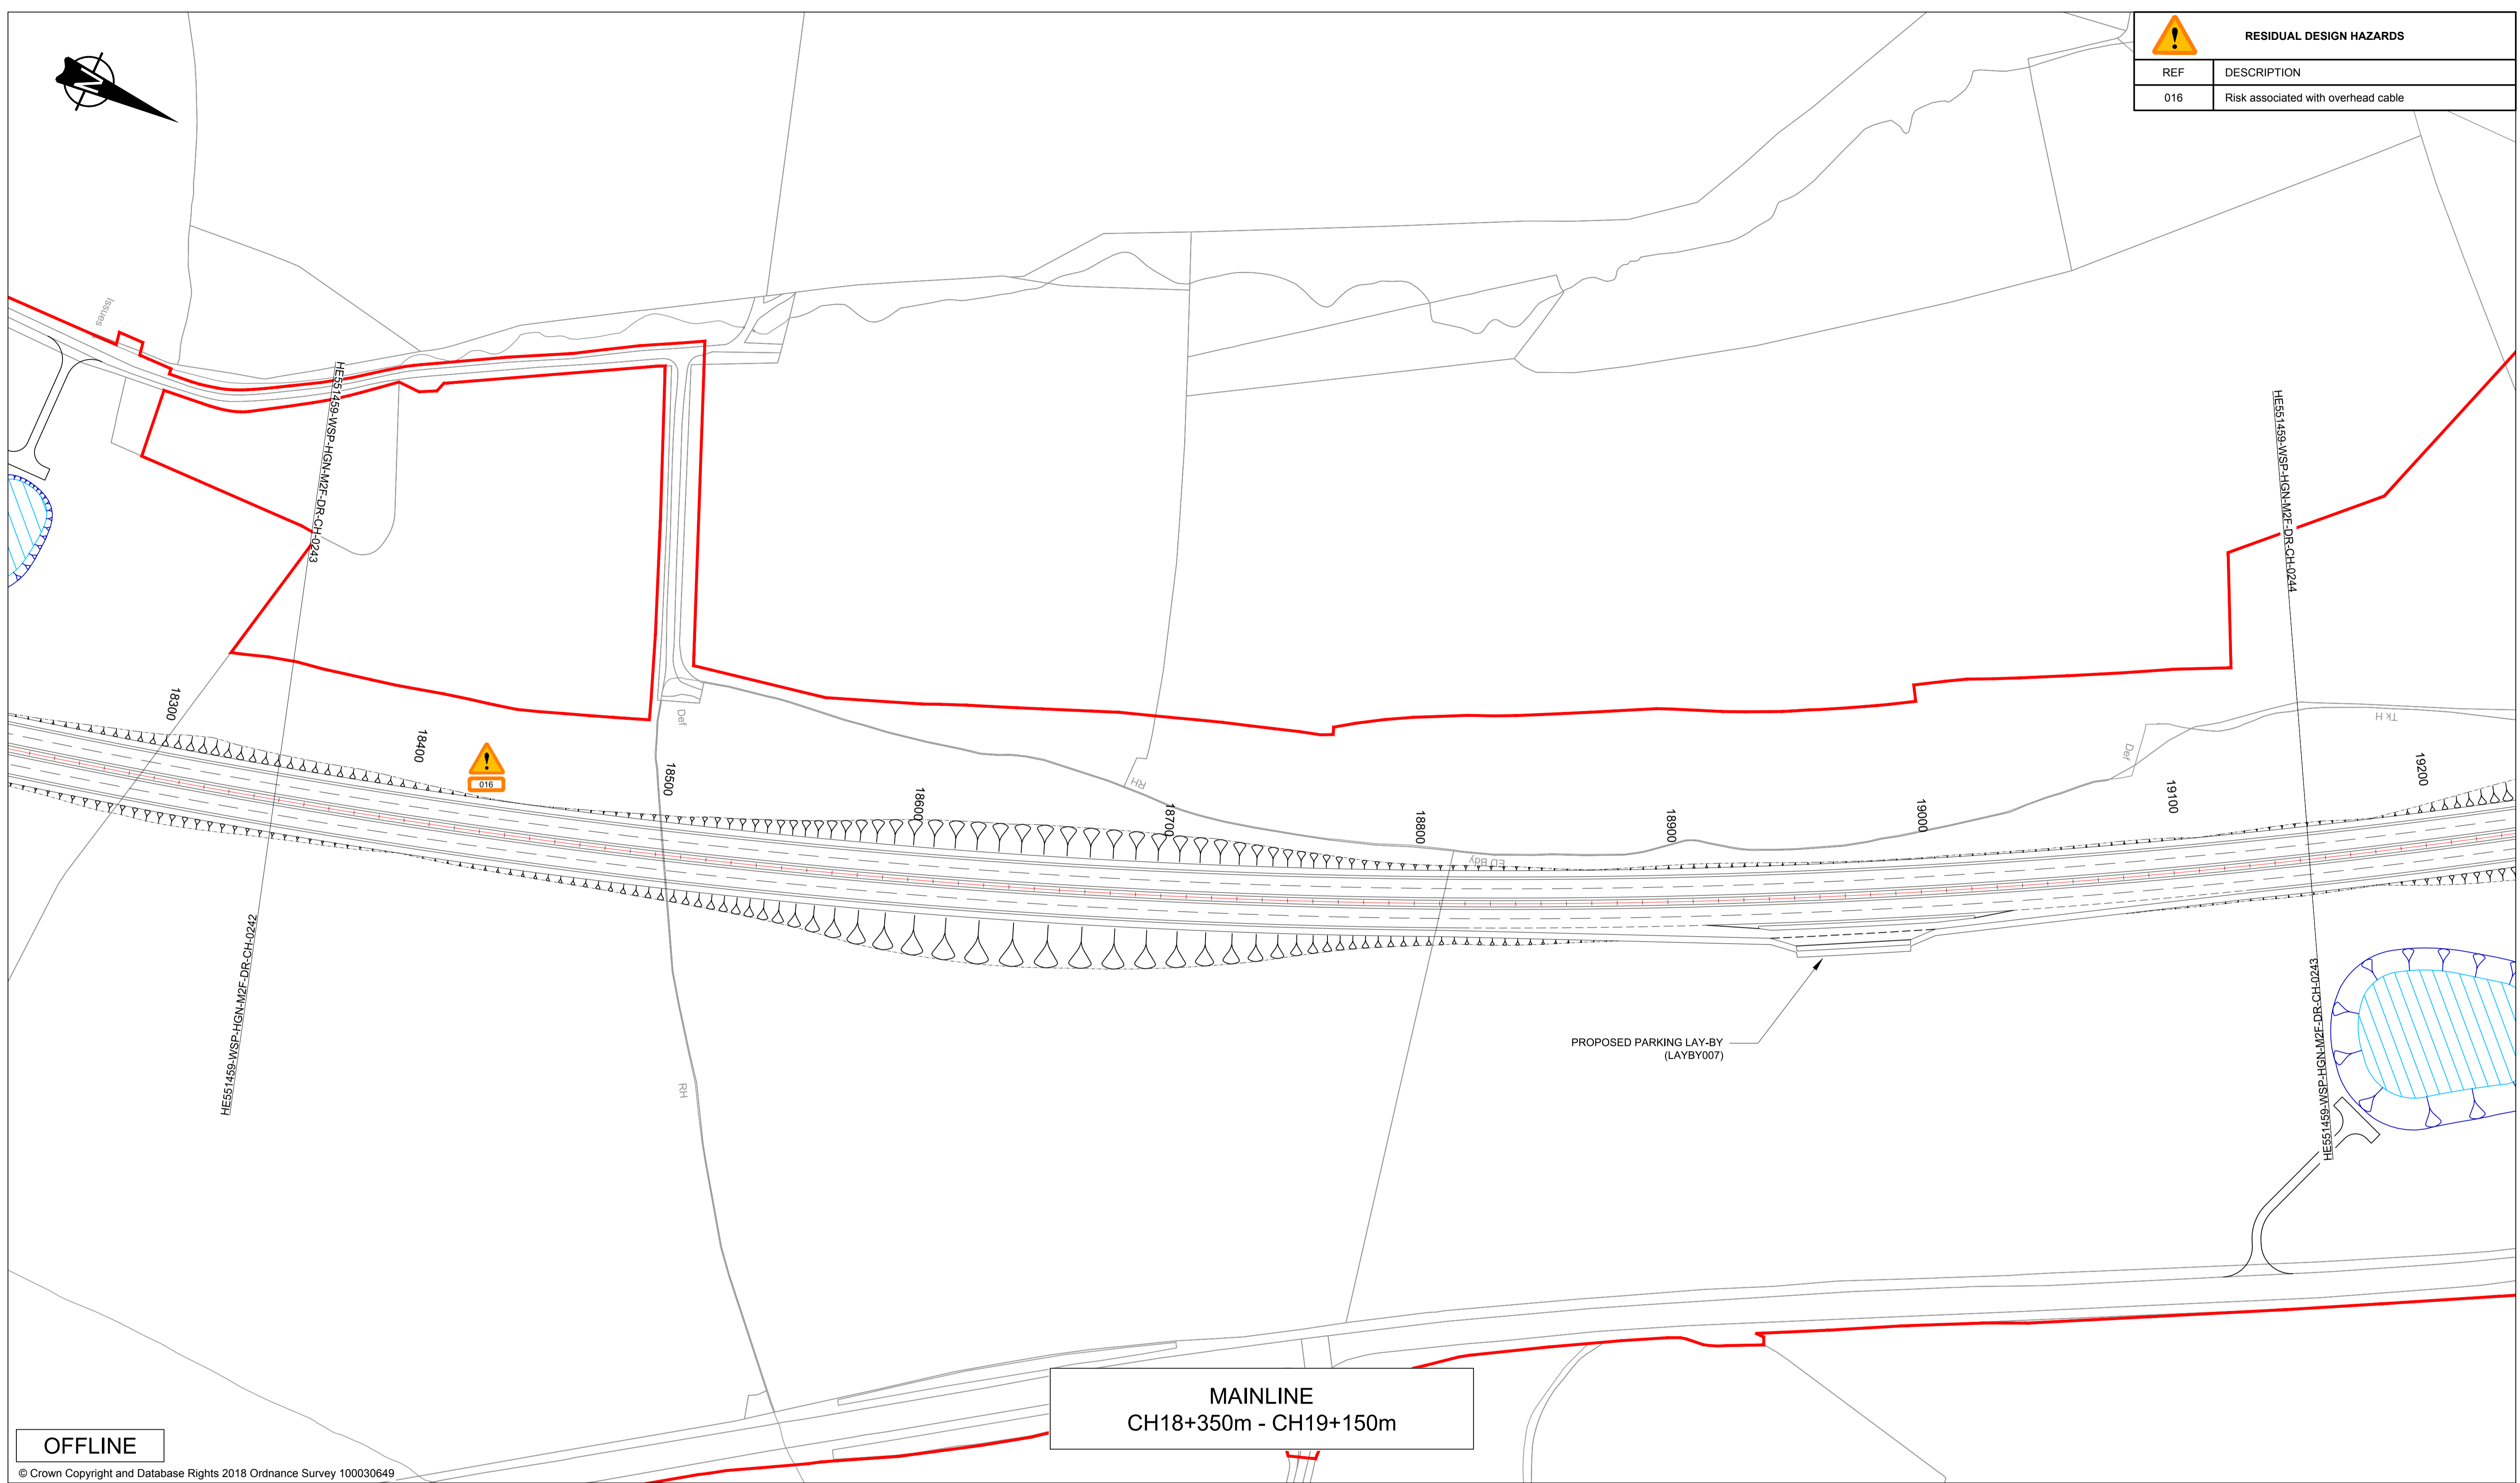 RESIDUAL DESIGN HAZARDS
REF DESCRIPTION
016 Risk associated with overhead cable
N
Issues
HE551459-WSP-HGN-M2F-DR-CH-0243
HE551459-WSP-HGN-M2F-DR-CH-0244
18300
18400
016
Def
18500
18600
RH
18700
18800
ED Bdy
18900
19000
Def
19100
Tk H
19200
HE551459-WSP-HGN-M2F-DR-CH-0242
RH
PROPOSED PARKING LAY-BY
(LAYBY007)
HE551459-WSP-HGN-M2F-DR-CH-0243
MAINLINE
CH18+350m - CH19+150m
OFFLINE
© Crown Copyright and Database Rights 2018 Ordnance Survey 100030649